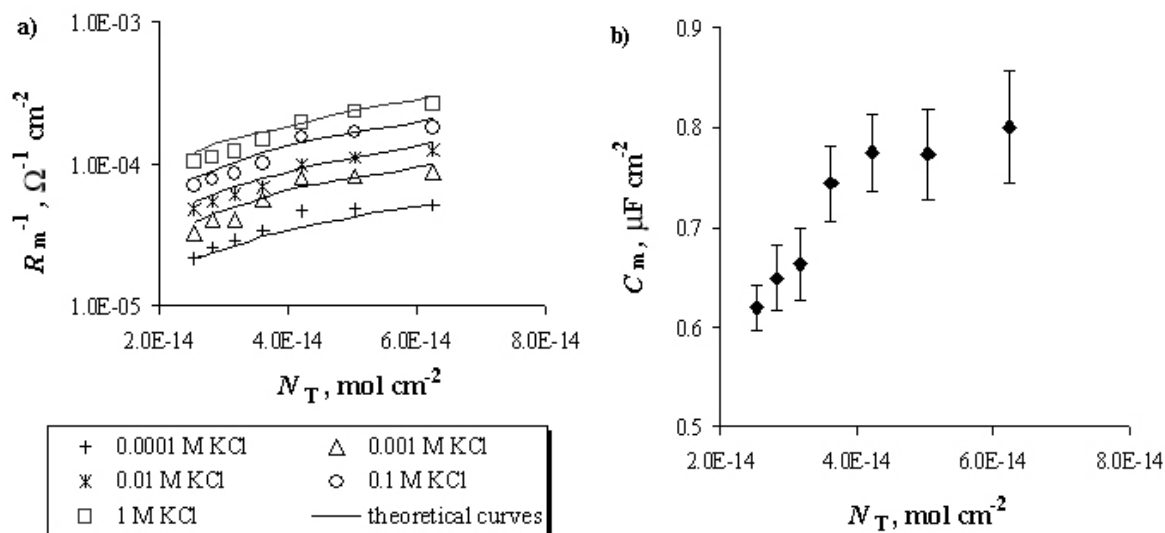 a)
1.0E-03
1.0E-04
1.0E-05
R m -1 , Ω-1 cm-2
2.0E-14 4.0E-14 6.0E-14 8.0E-14
N T , mol cm-2
+ 0.0001 M KCl △ 0.001 M KCl
✳ 0.01 M KCl ○ 0.1 M KCl
□ 1 M KCl — theoretical curves
b)
0.9
0.8
0.7
0.6
0.5
C m , μF cm-2
2.0E-14 4.0E-14 6.0E-14 8.0E-14
N T , mol cm-2